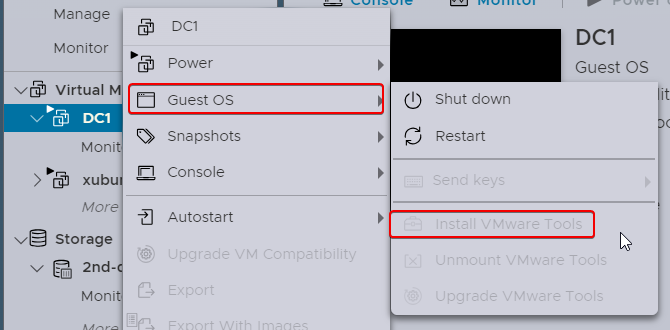 Manage
Monitor
Virtual M
DC1
Monit
xubur
More
Storage
2nd-d
Monit
More
DC1
Power
Guest OS
Snapshots
Console
Autostart
Upgrade VM Compatibility
Export
Export With Images
Console
Monitor
Power
DC1
Guest OS
Shut down
Restart
Send keys
Install VMware Tools
Unmount VMware Tools
Upgrade VMware Tools